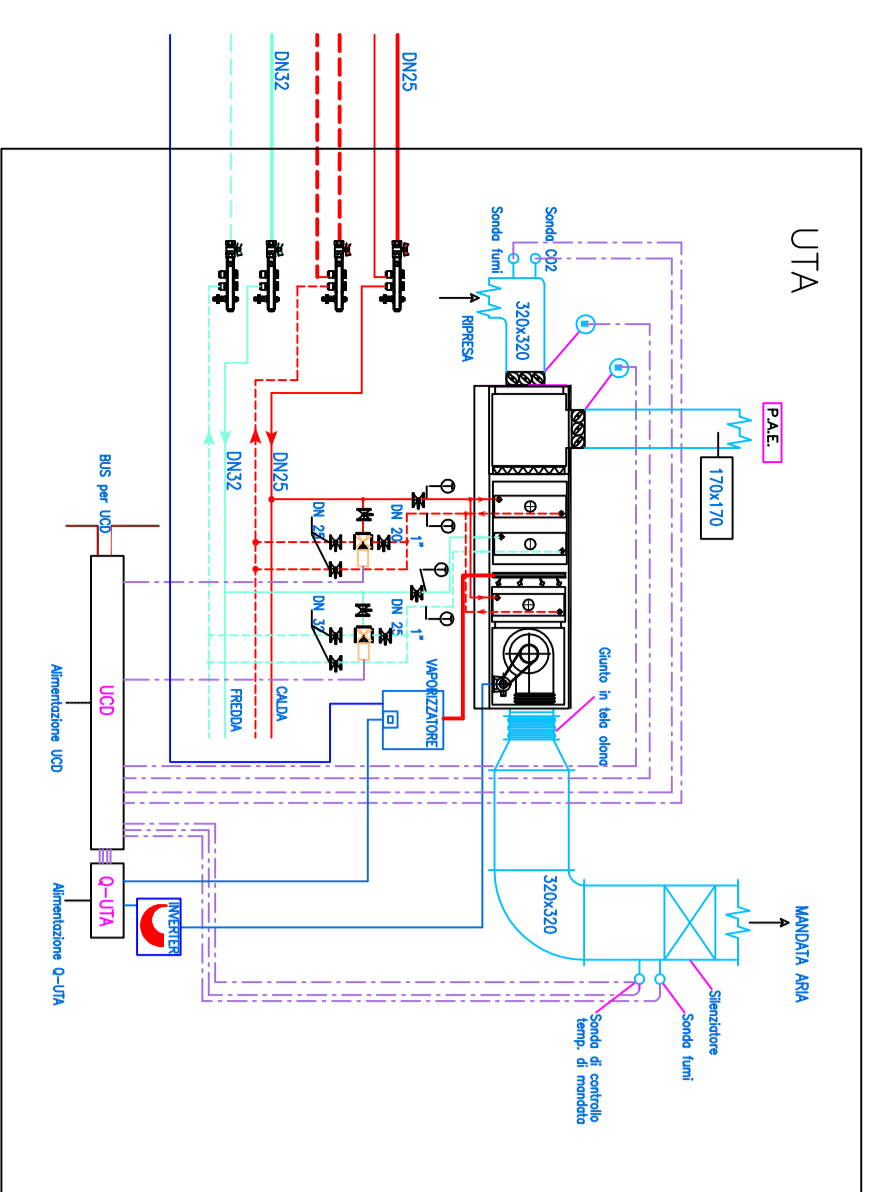 UTA
P.A.E.
170x170
MANDATA ARIA
Silenziatore
Sonda fumi
Sonda di controllo
temp. di mandata
Giunto in tela olona
320x320
Sonda CO2
Sonda fumi
320x320
RIPRESA
DN25
DN32
DN25
DN32
DN 20
1"
DN 25
DN 25
1"
DN 32
M
M
VAPORIZZATORE
CALDA
FREDDA
BUS per UCD
UCD
Alimentazione UCD
Q-UTA
Alimentazione Q-UTA
INVERTER